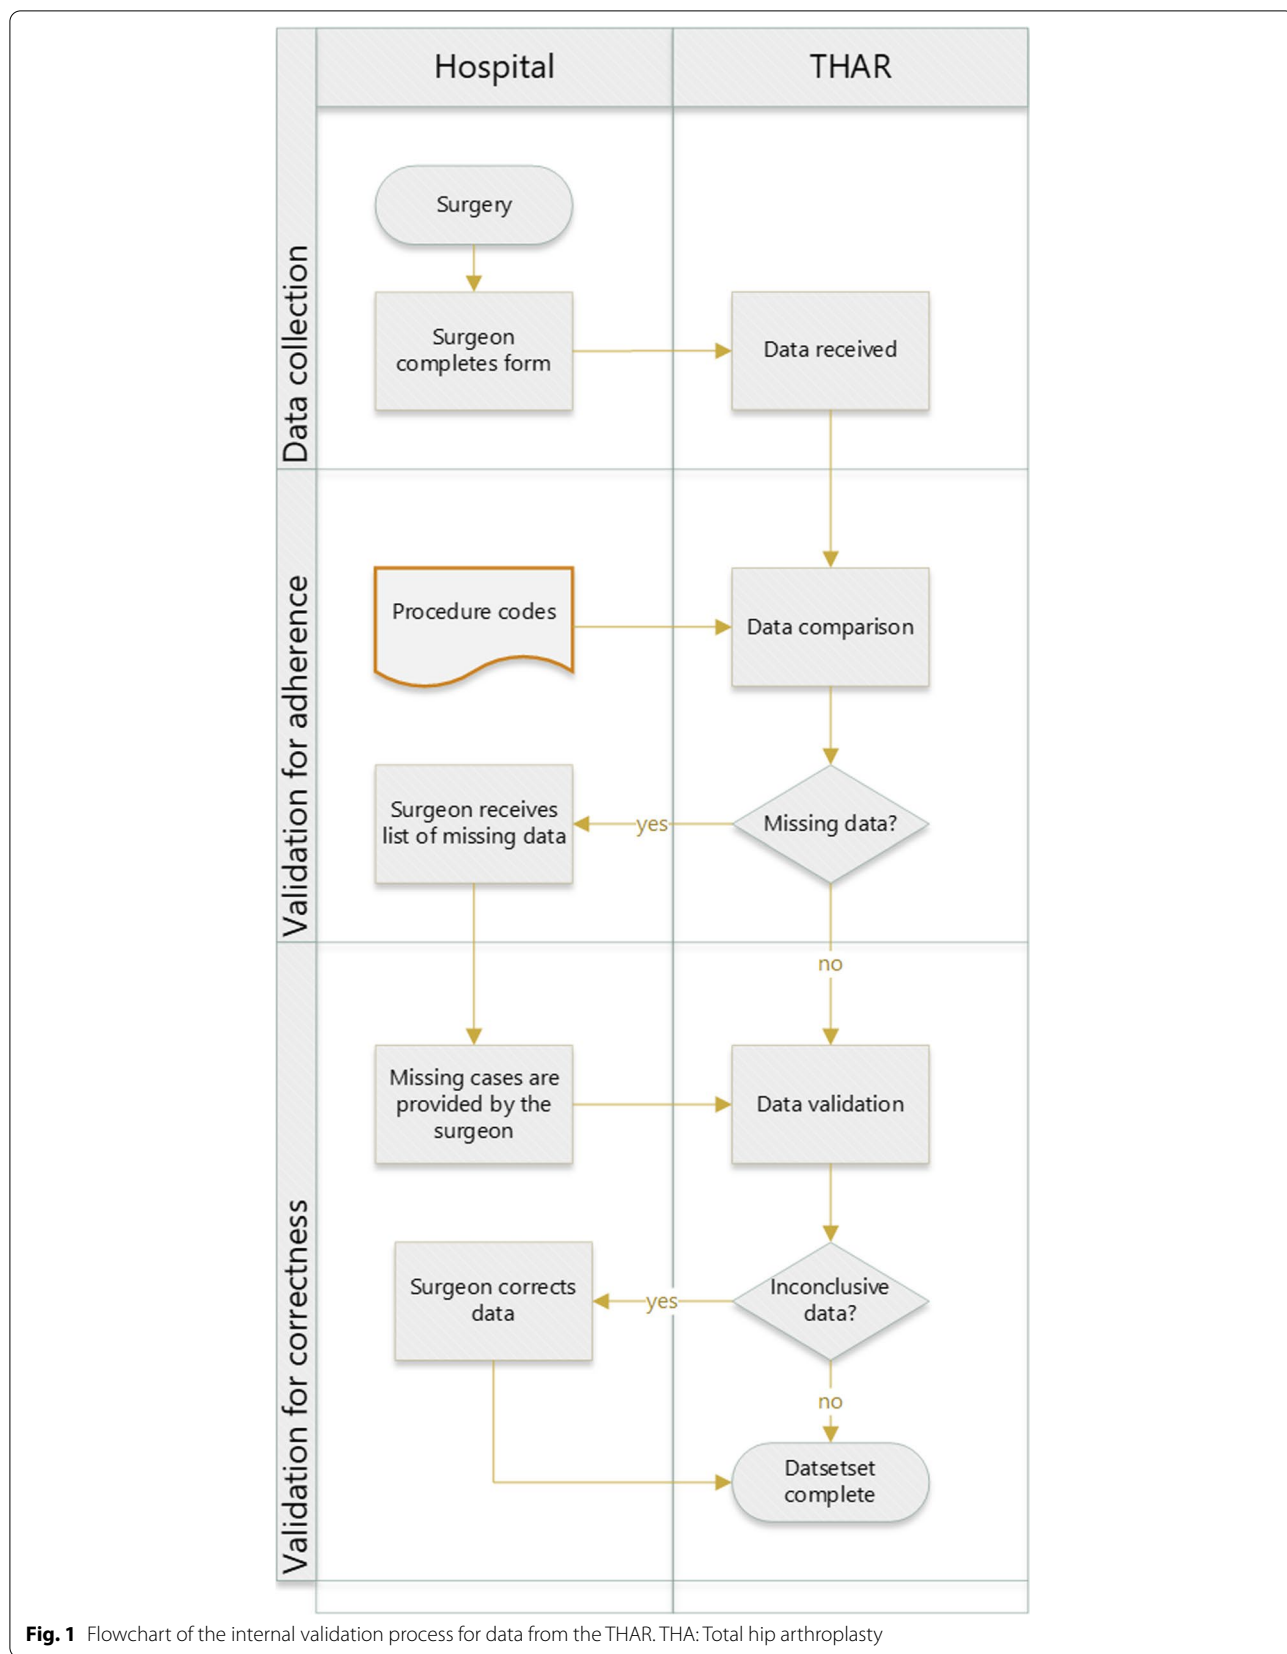 Hospital
THAR
Data collection
Surgery
Surgeon
completes form
Data received
Validation for adherence
Procedure codes
Data comparison
Surgeon receives
list of missing data
yes
Missing data?
no
Validation for correctness
Missing cases are
provided by the
surgeon
Data validation
Surgeon corrects
data
yes
Inconclusive
data?
no
Datsetset
complete
Fig. 1 Flowchart of the internal validation process for data from the THAR. THA: Total hip arthroplasty